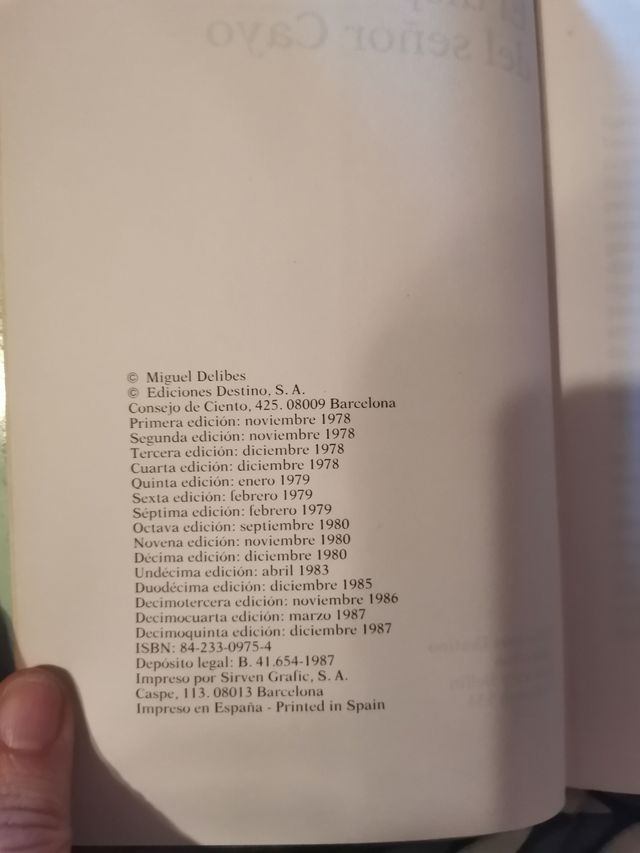 del señor Cayo
© Miguel Delibes
© Ediciones Destino, S. A.
Consejo de Ciento, 425. 08009 Barcelona
Primera edición: noviembre 1978
Segunda edición: noviembre 1978
Tercera edición: diciembre 1978
Cuarta edición: diciembre 1978
Quinta edición: enero 1979
Sexta edición: febrero 1979
Séptima edición: febrero 1979
Octava edición: septiembre 1980
Novena edición: noviembre 1980
Décima edición: diciembre 1980
Undécima edición: abril 1983
Duodécima edición: diciembre 1985
Decimotercera edición: noviembre 1986
Decimocuarta edición: marzo 1987
Decimoquinta edición: diciembre 1987
ISBN: 84-233-0975-4
Depósito legal: B. 41.654-1987
Impreso por Sirven Grafic, S. A.
Caspe, 113. 08013 Barcelona
Impreso en España - Printed in Spain